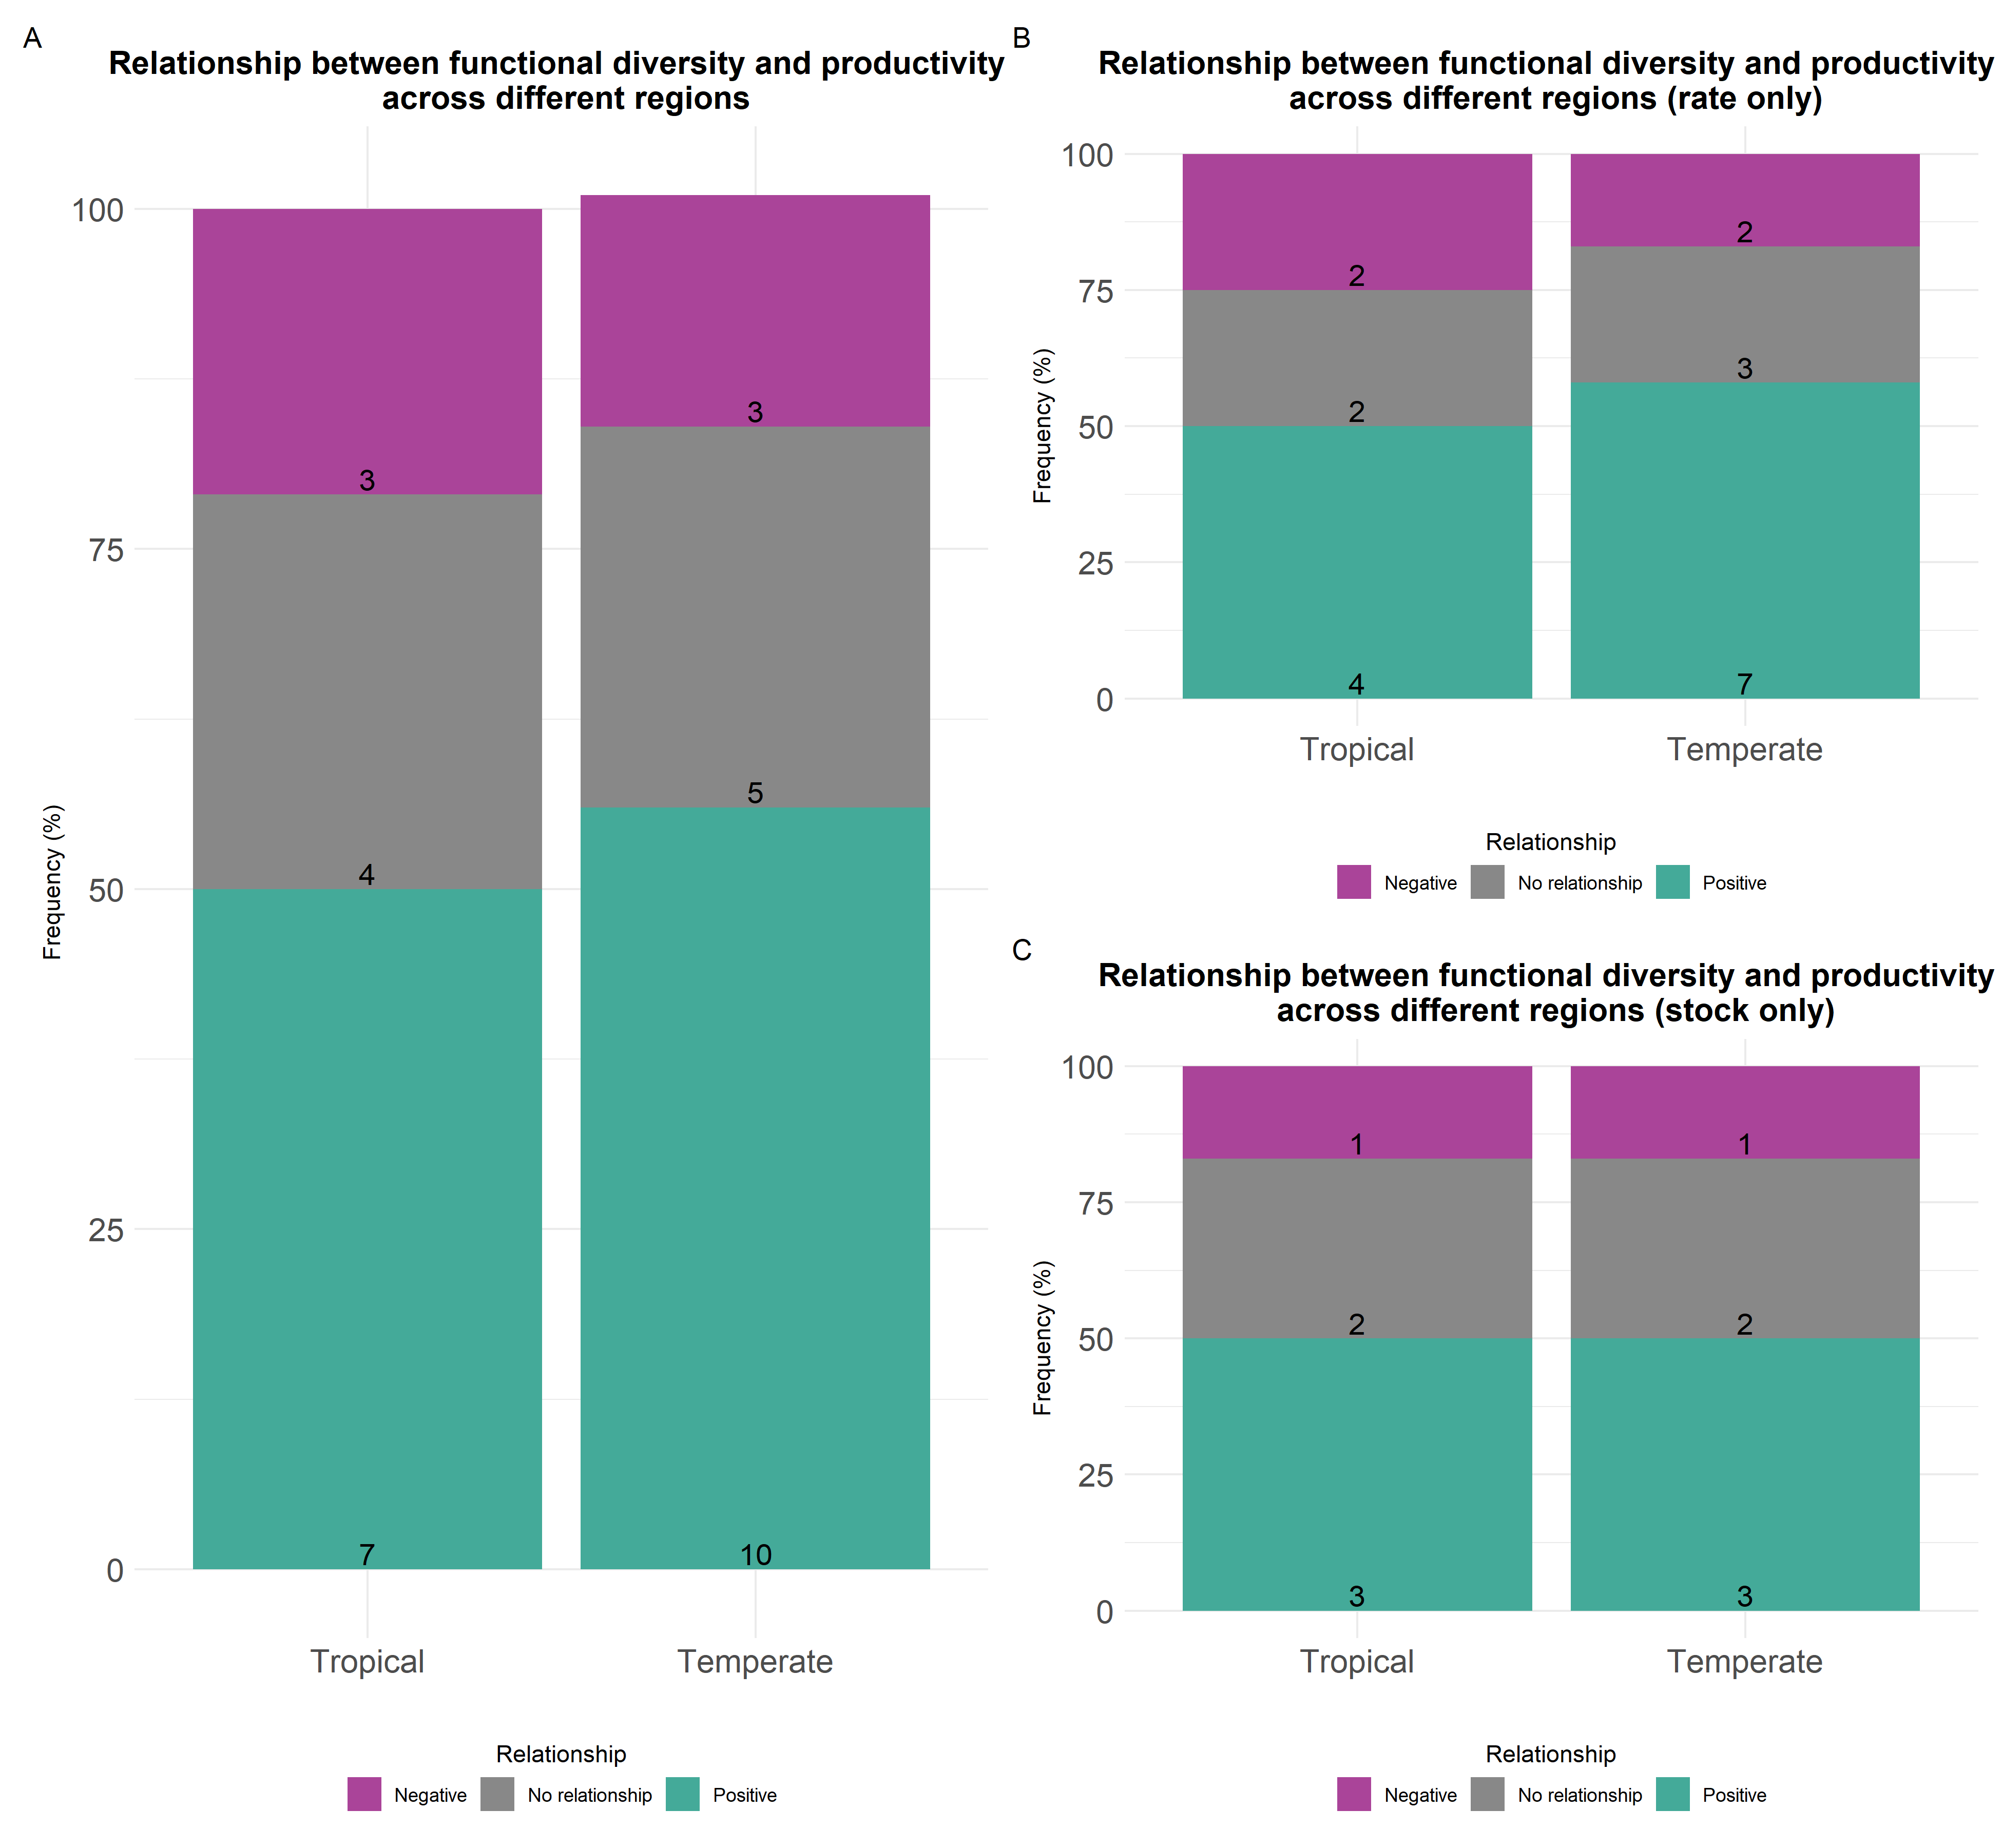 A
Relationship between functional diversity and productivity
across different regions
Frequency (%)
100
75
50
25
0
3
4
7
3
5
10
Tropical
Temperate
Relationship
Negative
No relationship
Positive
B
Relationship between functional diversity and productivity
across different regions (rate only)
Frequency (%)
100
75
50
25
0
2
2
4
2
3
7
Tropical
Temperate
Relationship
Negative
No relationship
Positive
C
Relationship between functional diversity and productivity
across different regions (stock only)
Frequency (%)
100
75
50
25
0
1
2
3
1
2
3
Tropical
Temperate
Relationship
Negative
No relationship
Positive